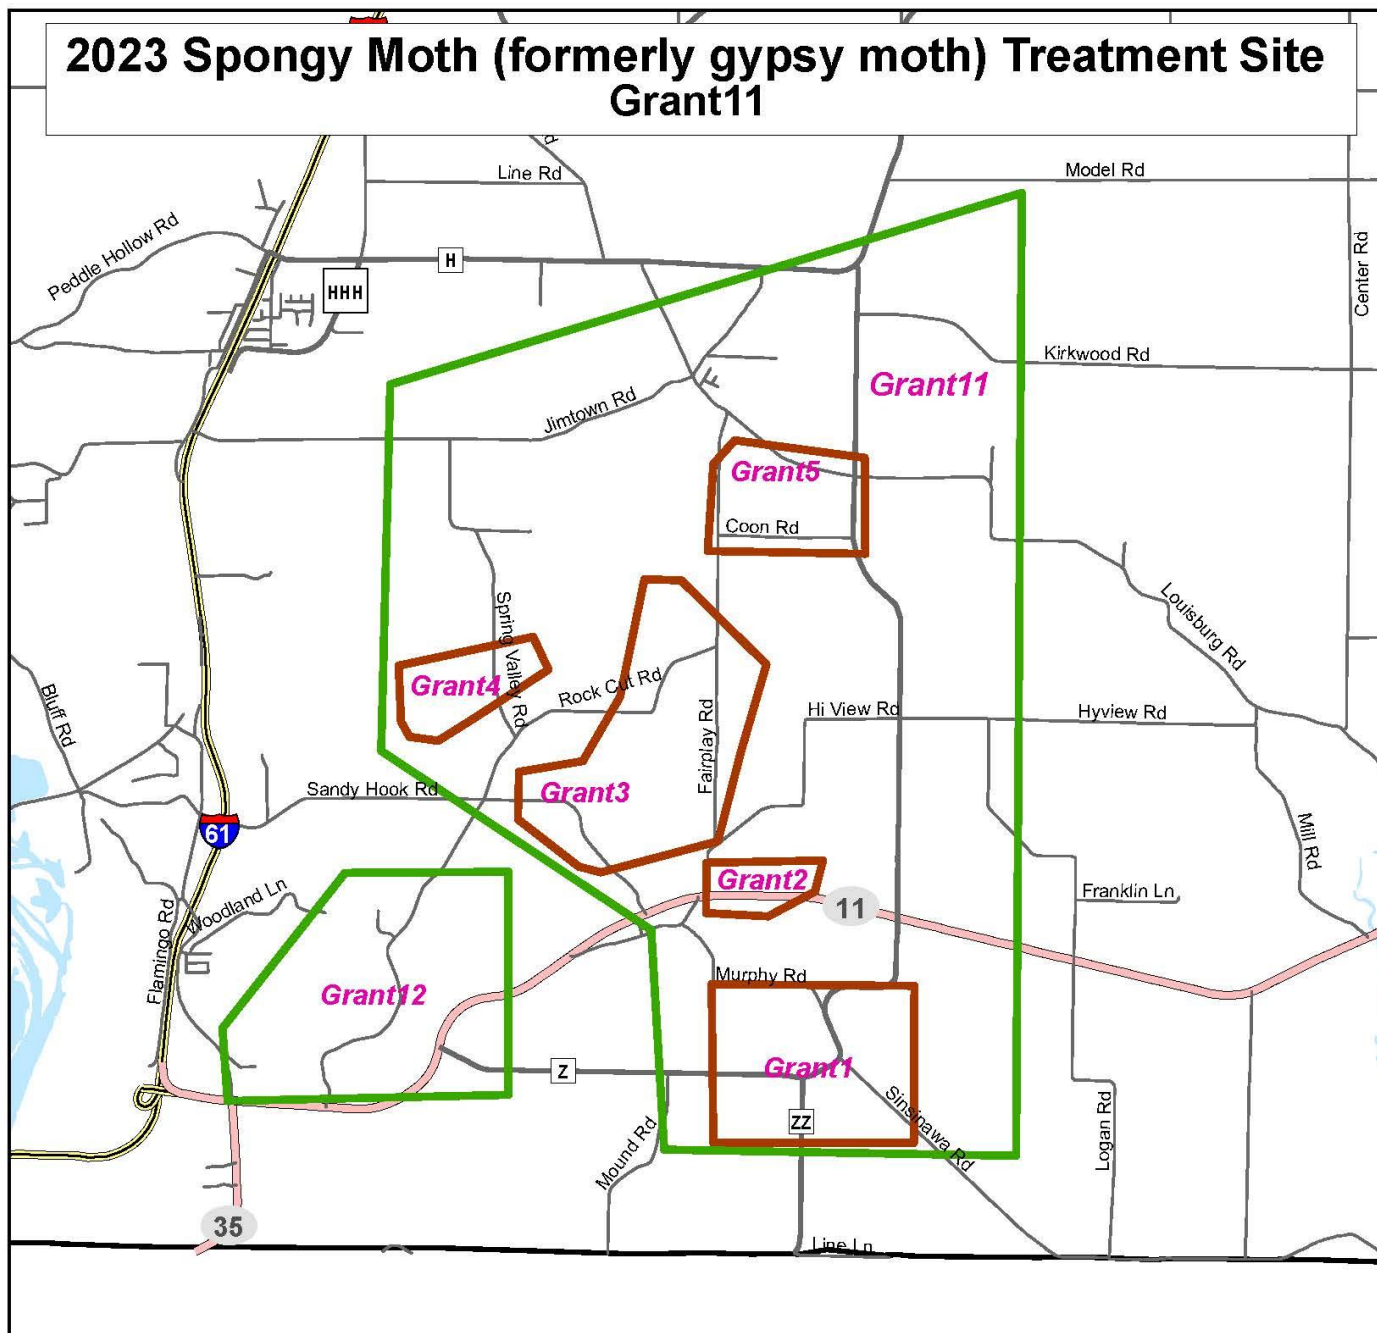 2023 Spongy Moth (formerly gypsy moth) Treatment Site
Grant11
Line Rd
Model Rd
Peddle Hollow Rd
H
HHH
Center Rd
Kirkwood Rd
Grant11
Jimtown Rd
Grant5
Coon Rd
Spring Valley Rd
Louisburg Rd
Grant4
Rock Cut Rd
Bluff Rd
Hi View Rd
Hyview Rd
Fairplay Rd
Sandy Hook Rd
Grant3
61
Mill Rd
Grant2
Woodland Ln
Franklin Ln
11
Flamingo Rd
Murphy Rd
Grant12
Z
Grant1
ZZ
Sinsinawa Rd
Mound Rd
Logan Rd
35
Line Ln